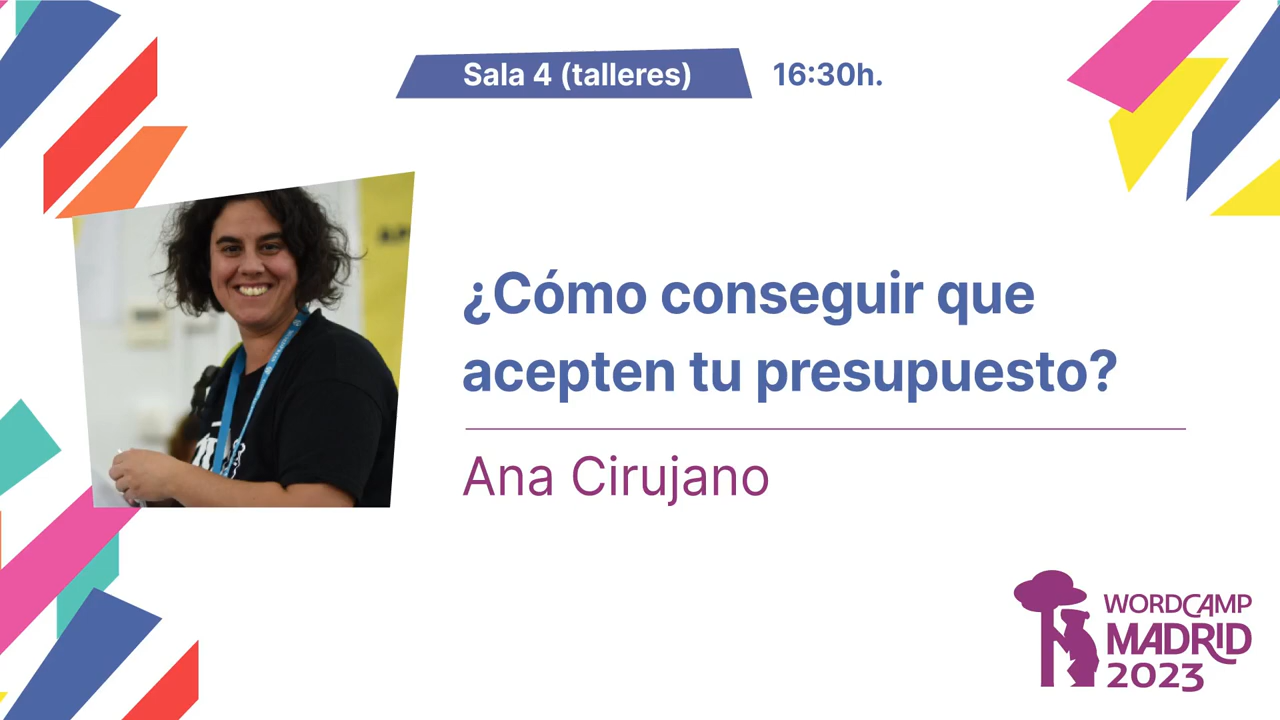 Sala 4 (talleres)
16:30h.
¿Cómo conseguir que
acepten tu presupuesto?
Ana Cirujano
WORDCAMP
MADRID
2023